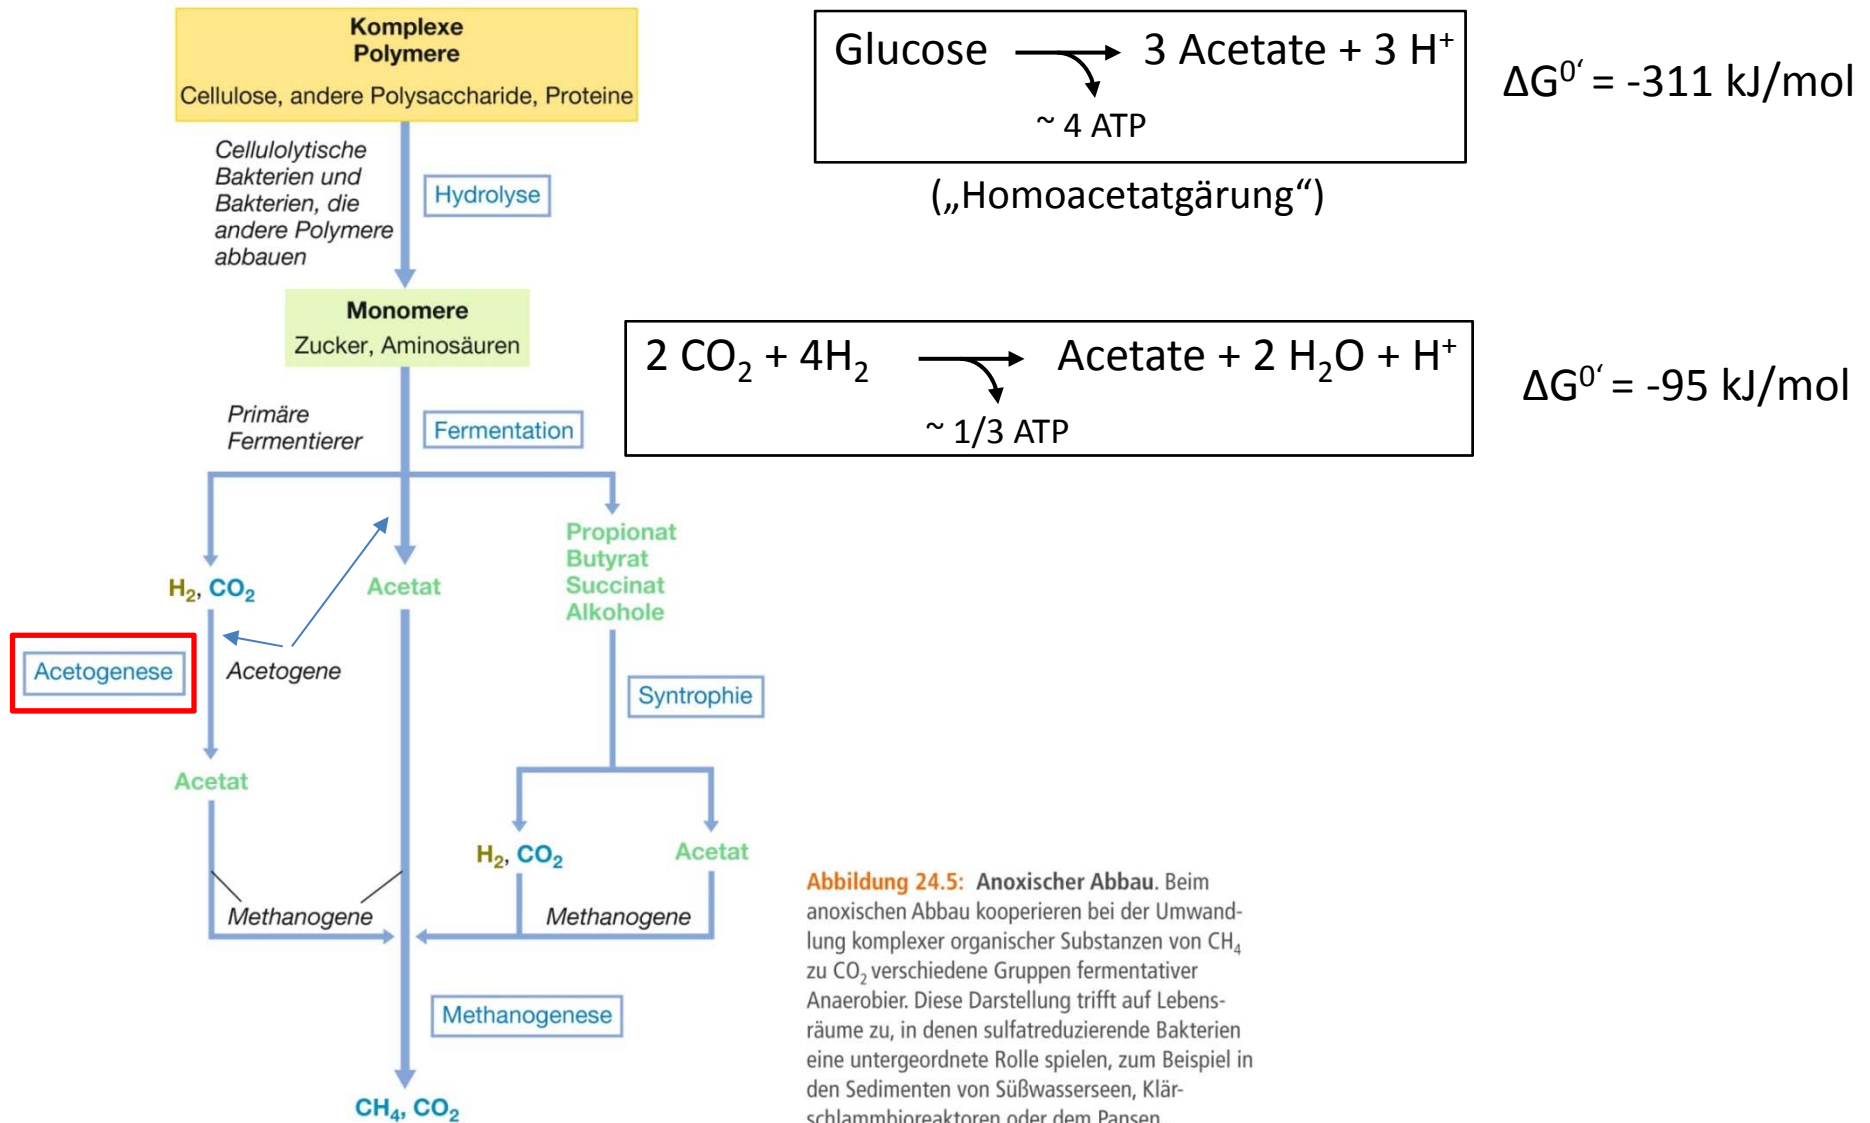 Komplexe
Polymere
Cellulose, andere Polysaccharide, Proteine
Cellulolytische
Bakterien und
Bakterien, die
andere Polymere
abbauen
Hydrolyse
Monomere
Zucker, Aminosäuren
Primäre
Fermentierer
Fermentation
H₂, CO₂
Acetat
Propionat
Butyrat
Succinat
Alkohole
Acetogenese
Acetogene
Syntrophie
Acetat
H₂, CO₂
Acetat
Methanogene
Methanogene
Methanogenese
CH₄, CO₂
Glucose → 3 Acetate + 3 H⁺
~ 4 ATP
ΔG⁰‘ = -311 kJ/mol
(„Homoacetatgärung“)
2 CO₂ + 4H₂ → Acetate + 2 H₂O + H⁺
~ 1/3 ATP
ΔG⁰‘ = -95 kJ/mol
Abbildung 24.5: Anoxischer Abbau. Beim
anoxischen Abbau kooperieren bei der Umwand-
lung komplexer organischer Substanzen von CH₄
zu CO₂ verschiedene Gruppen fermentativer
Anaerobier. Diese Darstellung trifft auf Lebens-
räume zu, in denen sulfatreduzierende Bakterien
eine untergeordnete Rolle spielen, zum Beispiel in
den Sedimenten von Süßwasserseen, Klär-
schlammbioreaktoren oder dem Pansen.